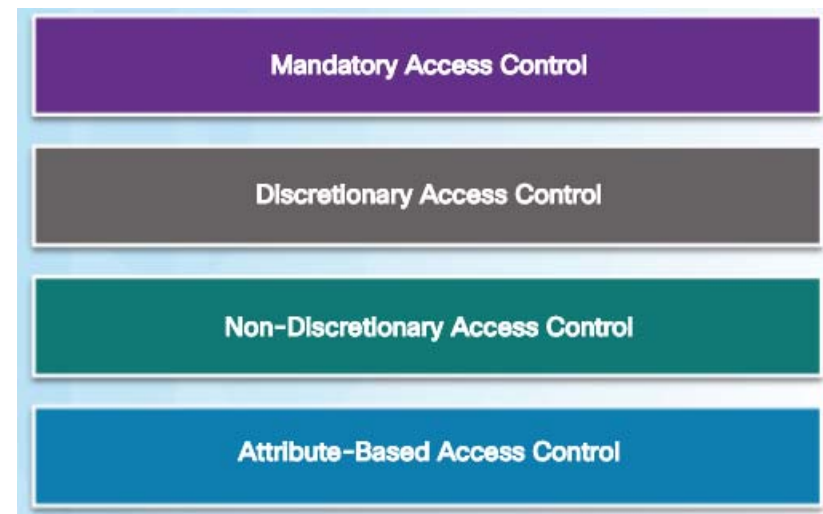 Mandatory Access Control
Discretionary Access Control
Non-Discretionary Access Control
Attribute-Based Access Control